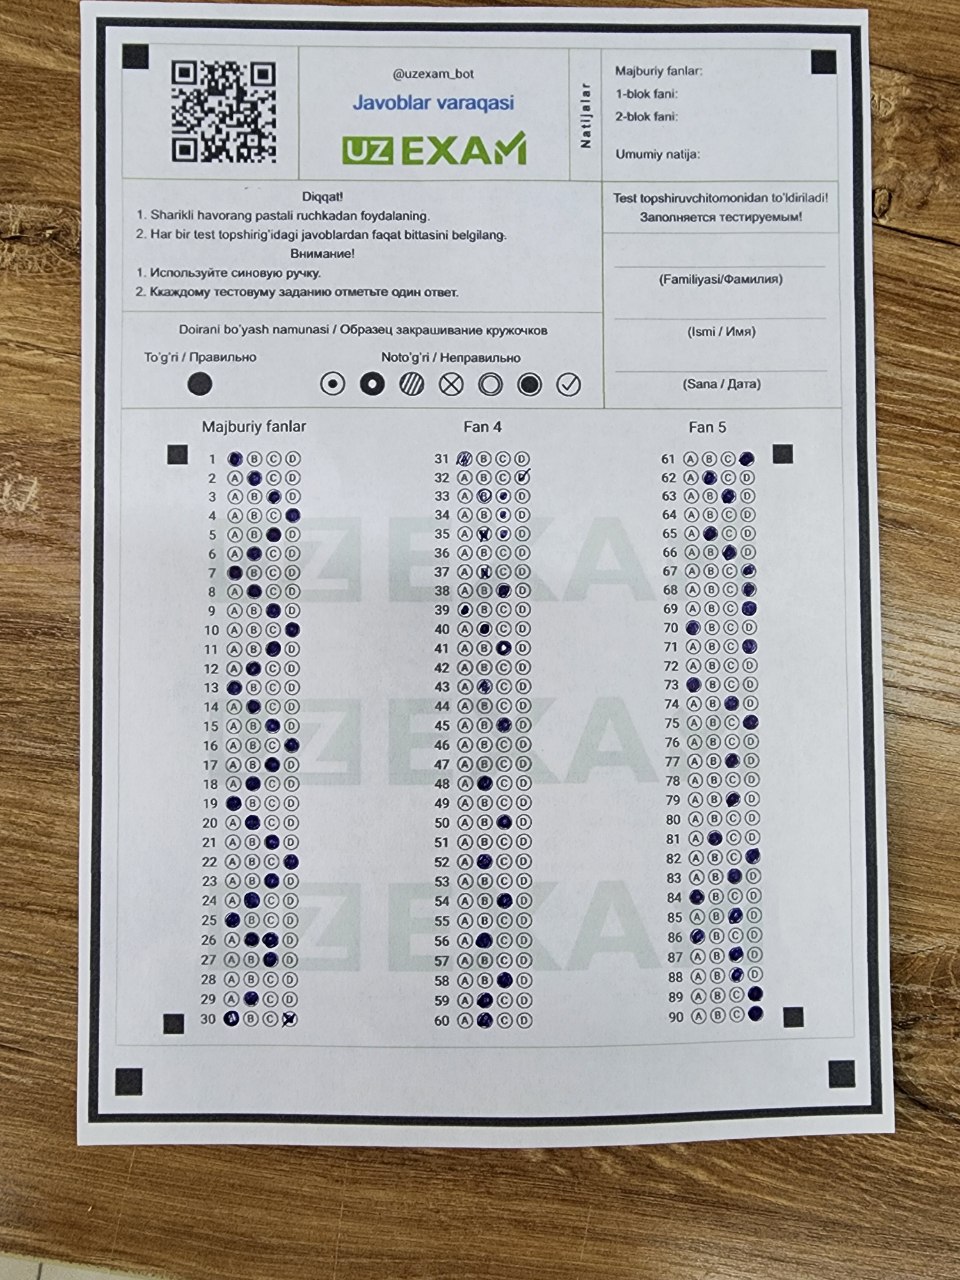 @uzexam_bot
Javoblar varaqasi
UZ EXAM
Natijalar
Majburiy fanlar:
1-blok fani:
2-blok fani:
Umumiy natija:
Diqqat!
1. Sharikli havorang pastali ruchkadan foydalaning.
2. Har bir test topshirig'idagi javoblardan faqat bittasini belgilang.
Внимание!
1. Используйте синовую ручку.
2. Ккаждому тестовуму заданию отметьте один ответ.
Test topshiruvchitomonidan to'ldiriladi!
Заполняется тестируемым!
(Familiyasi/Фамилия)
(Ismi / Имя)
(Sana / Дата)
Doirani bo'yash namunasi / Образец закрашивание кружочков
To'g'ri / Правильно
Noto'g'ri / Неправильно
Majburiy fanlar
1 B C D
2 A C D
3 A B D
4 A B C
5 A B D
6 A C D
7 B C D
8 A C D
9 A B D
10 A B C
11 A B D
12 A C D
13 B C D
14 A C D
15 A B D
16 A B C
17 A B D
18 A C D
19 B C D
20 A C D
21 A B D
22 A B C
23 A B D
24 A C D
25 B C D
26 A D
27 A B D
28 A B C D
29 A C D
30 B C
Fan 4
31 B C D
32 A B C
33 A B D
34 A B D
35 A D
36 A B C D
37 A C D
38 A B D
39 B C D
40 A C D
41 A B D
42 A B C D
43 A C D
44 A B C D
45 A B D
46 A B C D
47 A B C D
48 A C D
49 A B C D
50 A B D
51 A B C D
52 A C D
53 A B C D
54 A B D
55 A B C D
56 A C D
57 A B C D
58 A B D
59 A C D
60 A C D
Fan 5
61 A B C
62 A C D
63 A B D
64 A B C D
65 A C D
66 A B D
67 A B C
68 A B C
69 A B C
70 B C D
71 A B C
72 A B C D
73 B C D
74 A B D
75 A B C
76 A B C D
77 A B D
78 A B C D
79 A B D
80 A B C D
81 A C D
82 A B C
83 A B D
84 B C D
85 A B D
86 B C D
87 A B D
88 A B D
89 A B C
90 A B C